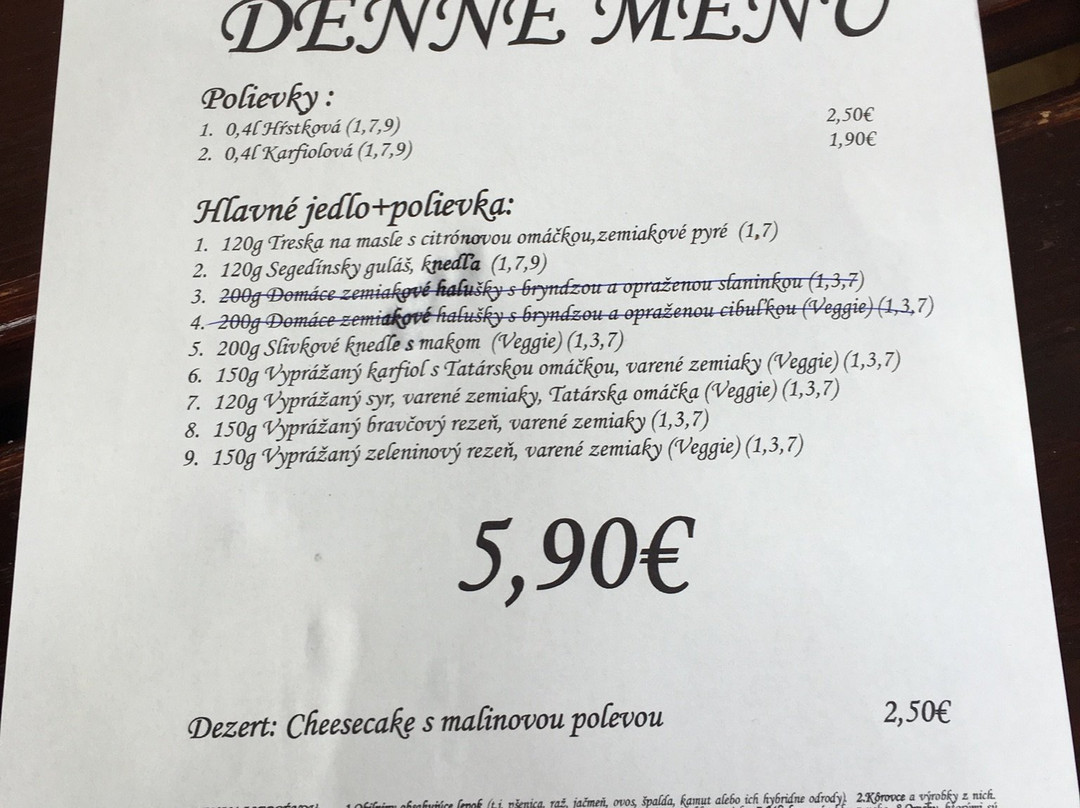 DENNÉ MENU
Polievky :
1. 0,4l Hŕstková (1,7,9) 2,50€
2. 0,4l Karfiolová (1,7,9) 1,90€
Hlavné jedlo+polievka:
1. 120g Treska na masle s citrónovou omáčkou,zemiakové pyré (1,7)
2. 120g Segedínsky guláš, knedľa (1,7,9)
3. 200g Domáce zemiakové halušky s bryndzou a opraženou slaninkou (1,3,7)
4. 200g Domáce zemiakové halušky s bryndzou a opraženou cibuľkou (Veggie) (1,3,7)
5. 200g Slivkové knedle s makom (Veggie) (1,3,7)
6. 150g Vyprážaný karfiol s Tatárskou omáčkou, varené zemiaky (Veggie) (1,3,7)
7. 120g Vyprážaný syr, varené zemiaky, Tatárska omáčka (Veggie) (1,3,7)
8. 150g Vyprážaný bravčový rezeň, varené zemiaky (1,3,7)
9. 150g Vyprážaný zeleninový rezeň, varené zemiaky (Veggie) (1,3,7)
5,90€
Dezert: Cheesecake s malinovou polevou 2,50€
1.Obilniny obsahujúce lepok (t.j. pšenica, raž, jačmeň, ovos, špalda, kamut alebo ich hybridne odrody). 2.Kôrovce a výrobky z nich.